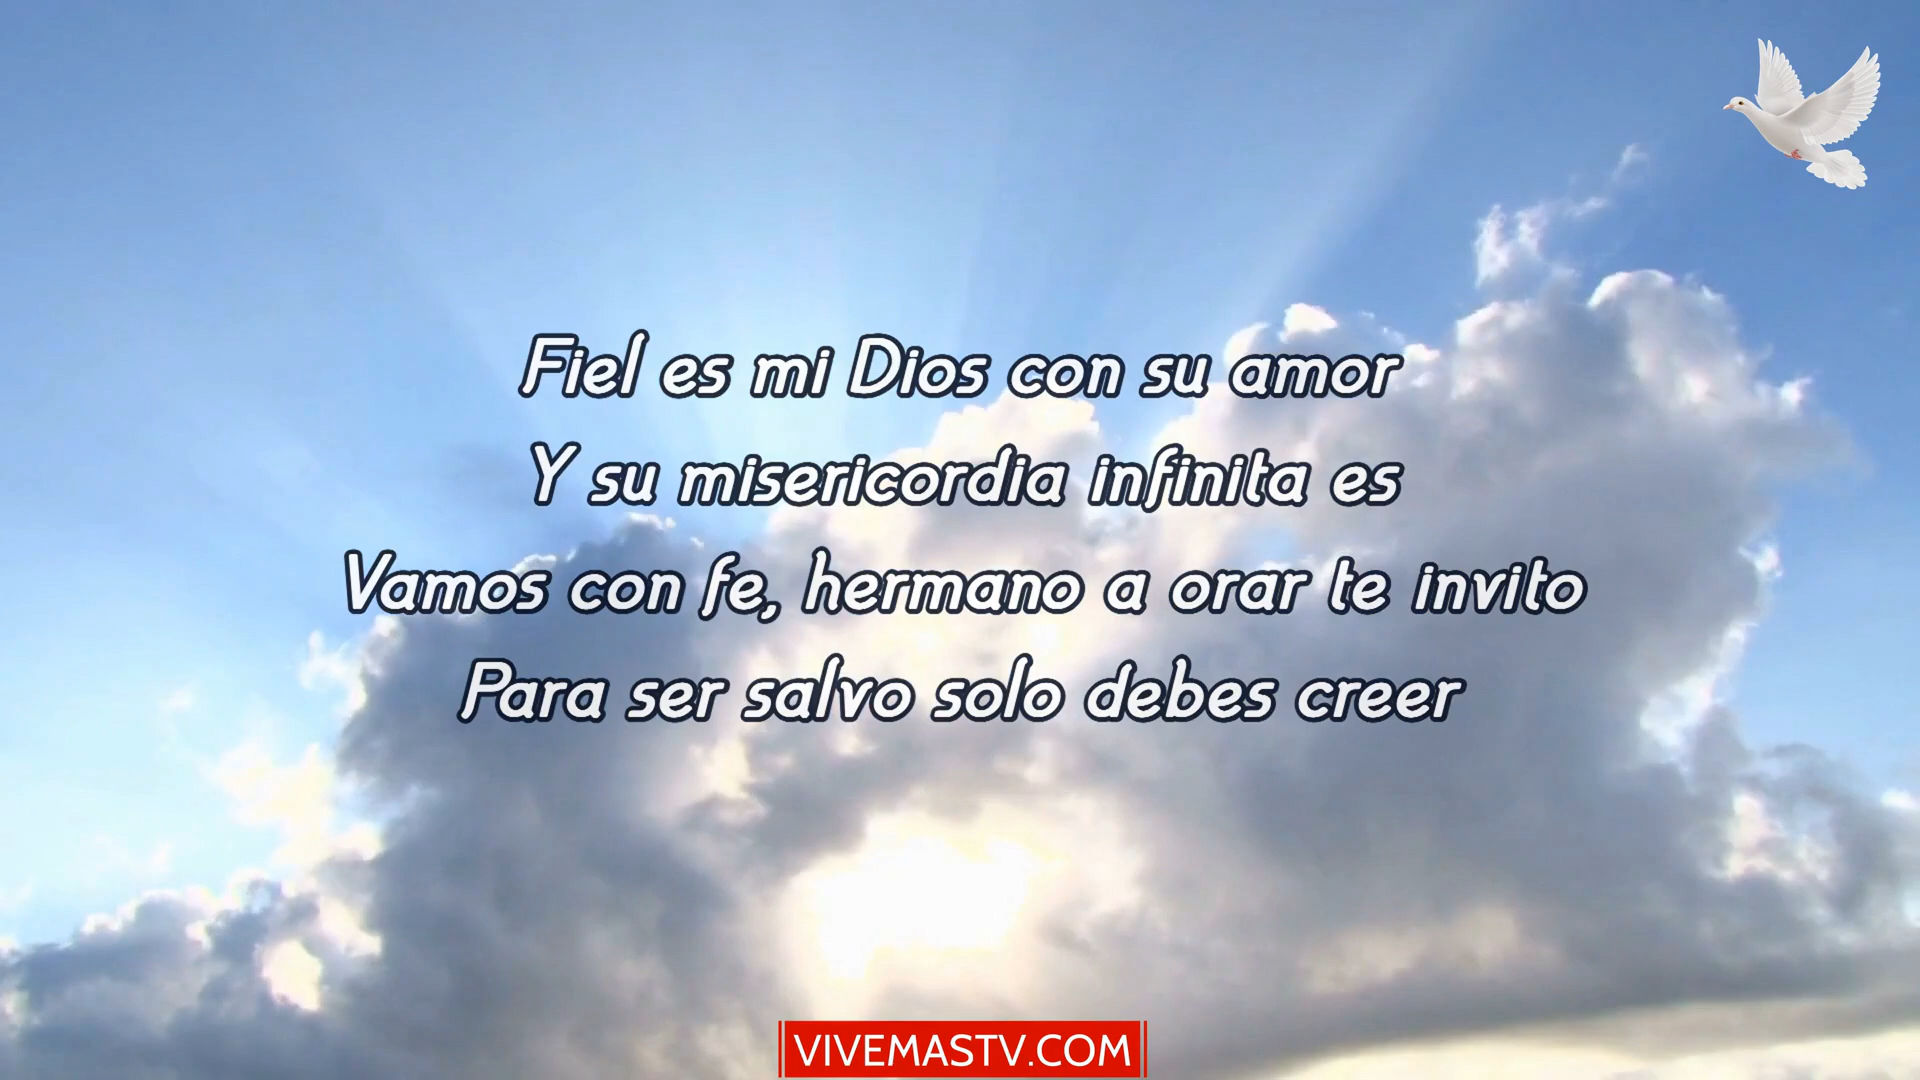 Fiel es mi Dios con su amor
Y su misericordia infinita es
Vamos con fe, hermano a orar te invito
Para ser salvo solo debes creer
VIVEMASTV.COM